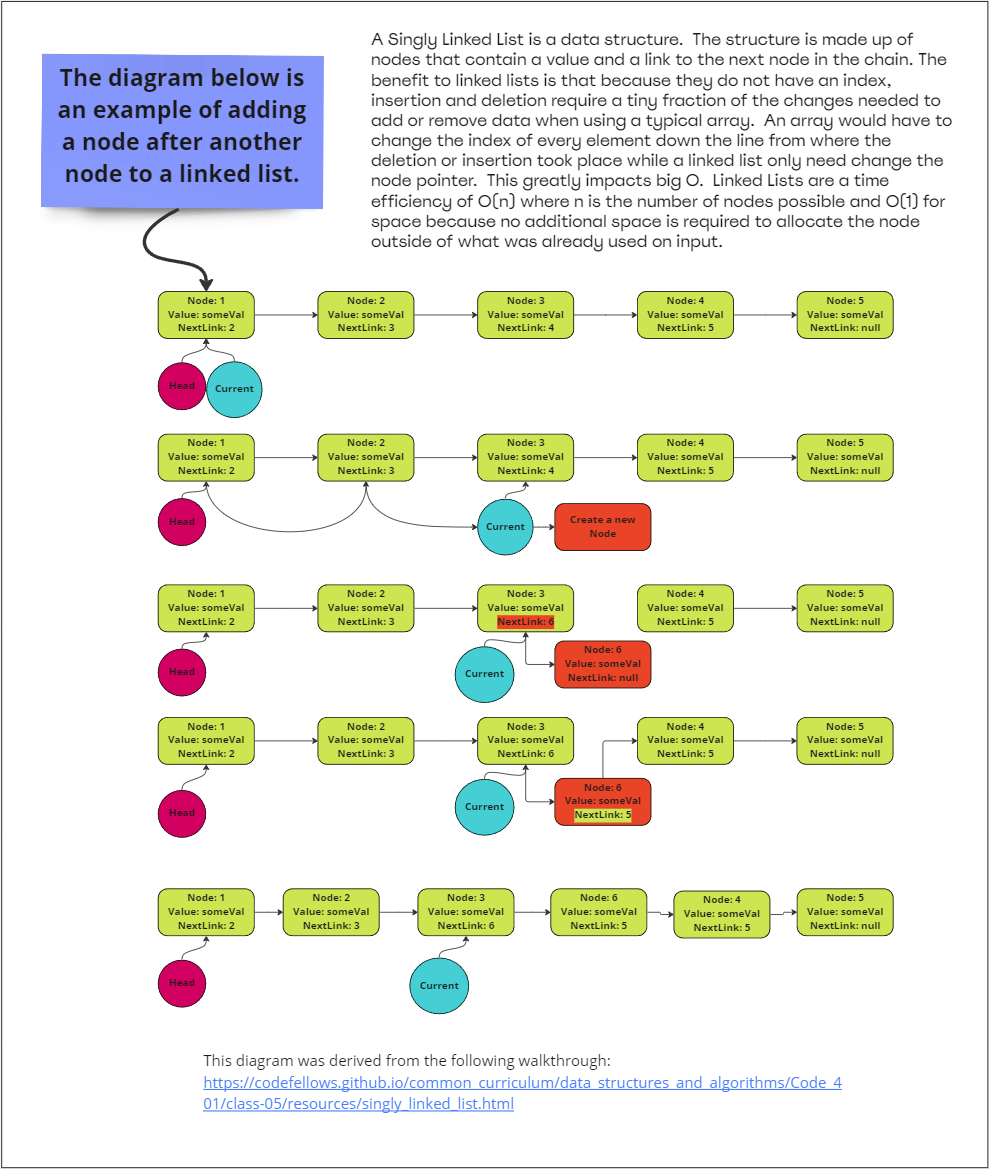 The diagram below is
an example of adding
a node after another
node to a linked list.
A Singly Linked List is a data structure.  The structure is made up of
nodes that contain a value and a link to the next node in the chain. The
benefit to linked lists is that because they do not have an index,
insertion and deletion require a tiny fraction of the changes needed to
add or remove data when using a typical array.  An array would have to
change the index of every element down the line from where the
deletion or insertion took place while a linked list only need change the
node pointer.  This greatly impacts big O.  Linked Lists are a time
efficiency of O(n) where n is the number of nodes possible and O(1) for
space because no additional space is required to allocate the node
outside of what was already used on input.
Node: 1
Value: someVal
NextLink: 2
Node: 2
Value: someVal
NextLink: 3
Node: 3
Value: someVal
NextLink: 4
Node: 4
Value: someVal
NextLink: 5
Node: 5
Value: someVal
NextLink: null
Head
Current
Node: 1
Value: someVal
NextLink: 2
Node: 2
Value: someVal
NextLink: 3
Node: 3
Value: someVal
NextLink: 4
Node: 4
Value: someVal
NextLink: 5
Node: 5
Value: someVal
NextLink: null
Head
Current
Create a new
Node
Node: 1
Value: someVal
NextLink: 2
Node: 2
Value: someVal
NextLink: 3
Node: 3
Value: someVal
NextLink: 6
Node: 4
Value: someVal
NextLink: 5
Node: 5
Value: someVal
NextLink: null
Head
Current
Node: 6
Value: someVal
NextLink: null
Node: 1
Value: someVal
NextLink: 2
Node: 2
Value: someVal
NextLink: 3
Node: 3
Value: someVal
NextLink: 6
Node: 4
Value: someVal
NextLink: 5
Node: 5
Value: someVal
NextLink: null
Head
Current
Node: 6
Value: someVal
NextLink: 5
Node: 1
Value: someVal
NextLink: 2
Node: 2
Value: someVal
NextLink: 3
Node: 3
Value: someVal
NextLink: 6
Node: 6
Value: someVal
NextLink: 5
Node: 4
Value: someVal
NextLink: 5
Node: 5
Value: someVal
NextLink: null
Head
Current
This diagram was derived from the following walkthrough:
https://codefellows.github.io/common_curriculum/data_structures_and_algorithms/Code_4
01/class-05/resources/singly_linked_list.html